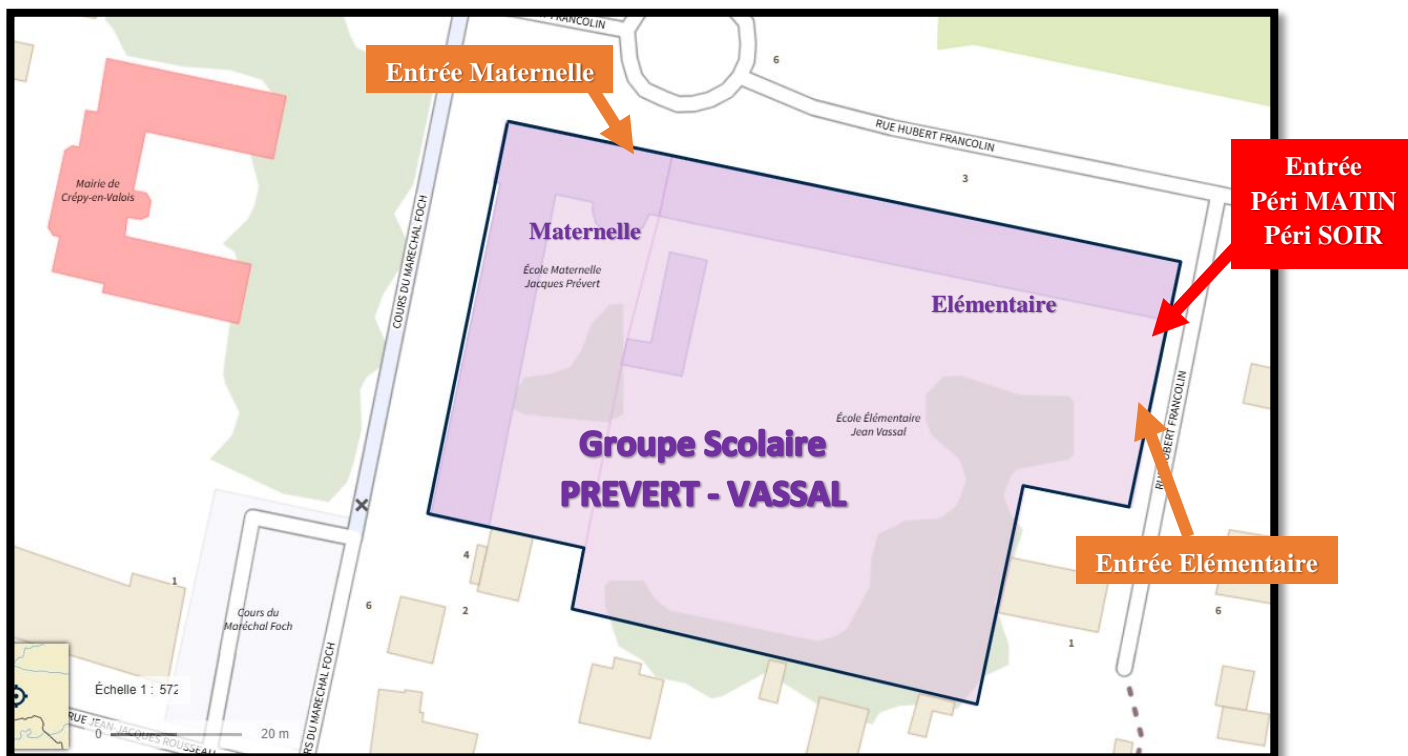 FRANCOLIN
Entrée Maternelle
6
RUE HUBERT FRANCOLIN
3
Entrée
Péri MATIN
Péri SOIR
Mairie de
Crépy-en-Valois
COURS DU MARECHAL FOCH
Maternelle
École Maternelle
Jacques Prévert
Elémentaire
École Élémentaire
Jean Vassal
RUE HUBERT FRANCOLIN
Groupe Scolaire
PREVERT - VASSAL
Entrée Elémentaire
4
1
6
2
6
1
Cours du
Maréchal Foch
COURS DU MARECHAL FOCH
Échelle 1 : 572
RUE JEAN-JACQUES ROUSSEAU
0
20 m